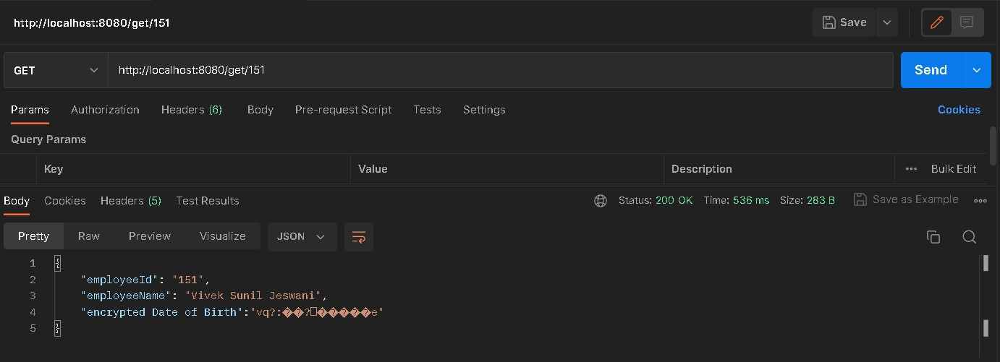 http://localhost:8080/get/151
Save
GET
http://localhost:8080/get/151
Send
Params Authorization Headers (6) Body Pre-request Script Tests Settings Cookies
Query Params
Key Value Description ••• Bulk Edit
Body Cookies Headers (5) Test Results Status: 200 OK Time: 536 ms Size: 283 B Save as Example
Pretty Raw Preview Visualize JSON
1 {
2 "employeeId": "151",
3 "employeeName": "Vivek Sunil Jeswani",
4 "encrypted Date of Birth":"vq?:��?□�����e"
5 }